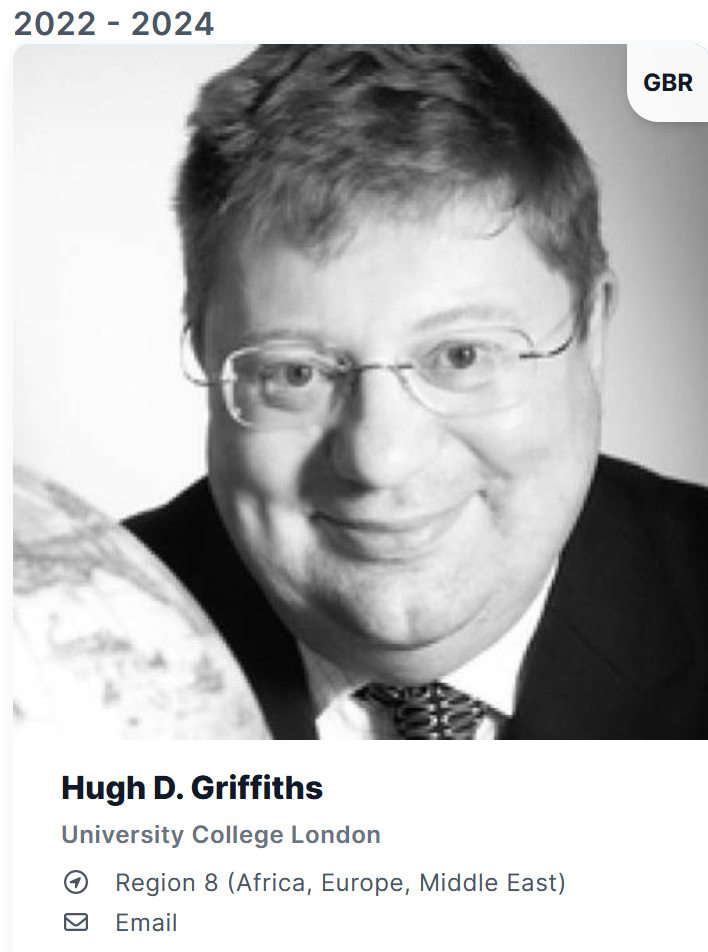 2022 - 2024
GBR
Hugh D. Griffiths
University College London
Region 8 (Africa, Europe, Middle East)
Email